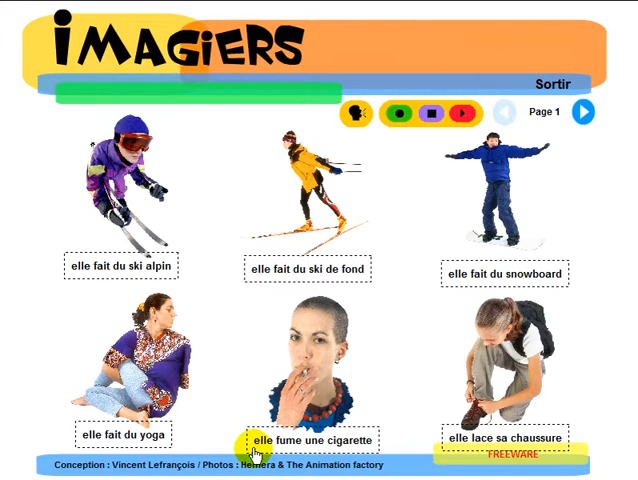 iMAGiERS
Sortir
Page 1
elle fait du ski alpin
elle fait du ski de fond
elle fait du snowboard
elle fait du yoga
elle fume une cigarette
elle lace sa chaussure
FREEWARE
Conception : Vincent Lefrançois / Photos : Hemera & The Animation factory